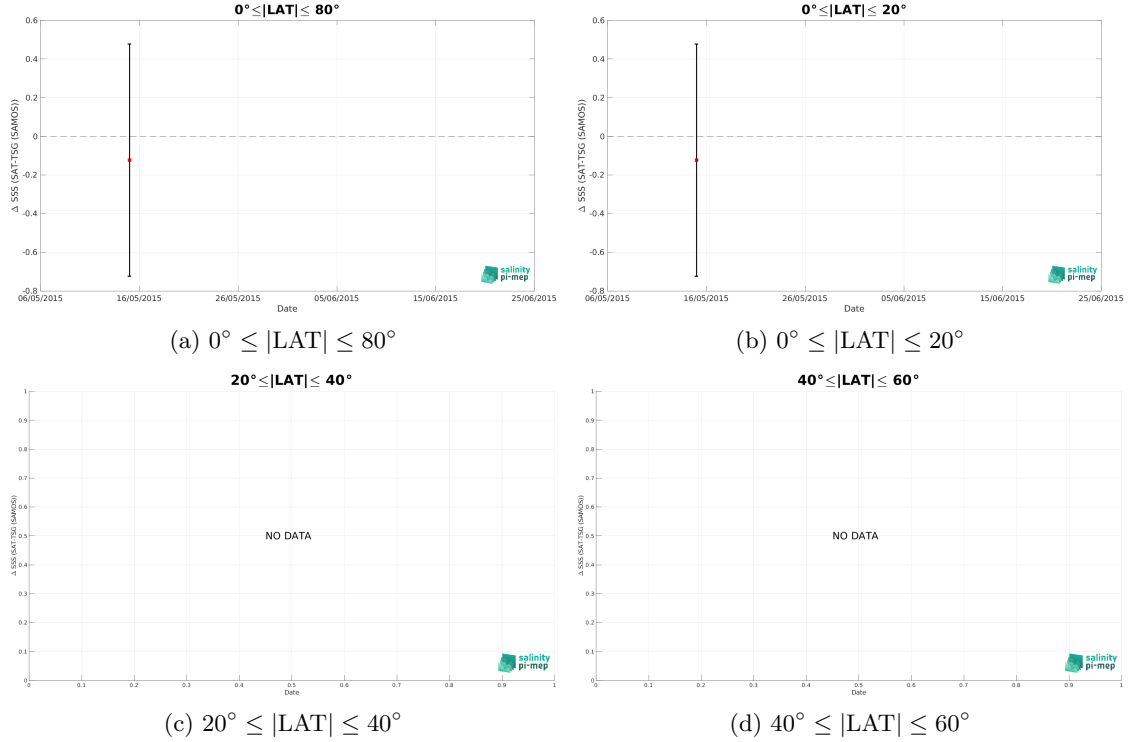 0°≤|LAT|≤ 80°
0.6
0.4
0.2
0
-0.2
-0.4
-0.6
-0.8
Δ SSS (SAT-TSG (SAMOS))
06/05/2015 16/05/2015 26/05/2015 05/06/2015 15/06/2015 25/06/2015
Date
salinity
pi-mep
(a) 0° ≤ |LAT| ≤ 80°
0°≤|LAT|≤ 20°
0.6
0.4
0.2
0
-0.2
-0.4
-0.6
-0.8
Δ SSS (SAT-TSG (SAMOS))
06/05/2015 16/05/2015 26/05/2015 05/06/2015 15/06/2015 25/06/2015
Date
salinity
pi-mep
(b) 0° ≤ |LAT| ≤ 20°
20°≤|LAT|≤ 40°
1
0.9
0.8
0.7
0.6
0.5
0.4
0.3
0.2
0.1
0
Δ SSS (SAT-TSG (SAMOS))
NO DATA
0 0.1 0.2 0.3 0.4 0.5 0.6 0.7 0.8 0.9 1
Date
salinity
pi-mep
(c) 20° ≤ |LAT| ≤ 40°
40°≤|LAT|≤ 60°
1
0.9
0.8
0.7
0.6
0.5
0.4
0.3
0.2
0.1
0
Δ SSS (SAT-TSG (SAMOS))
NO DATA
0 0.1 0.2 0.3 0.4 0.5 0.6 0.7 0.8 0.9 1
Date
salinity
pi-mep
(d) 40° ≤ |LAT| ≤ 60°